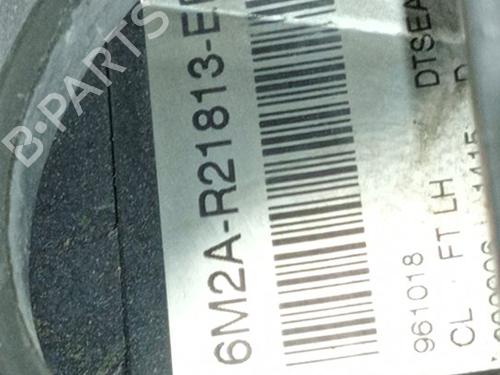 B-PARTS
6M2A-R21813-E
961018 DTSEA
CL FT LH